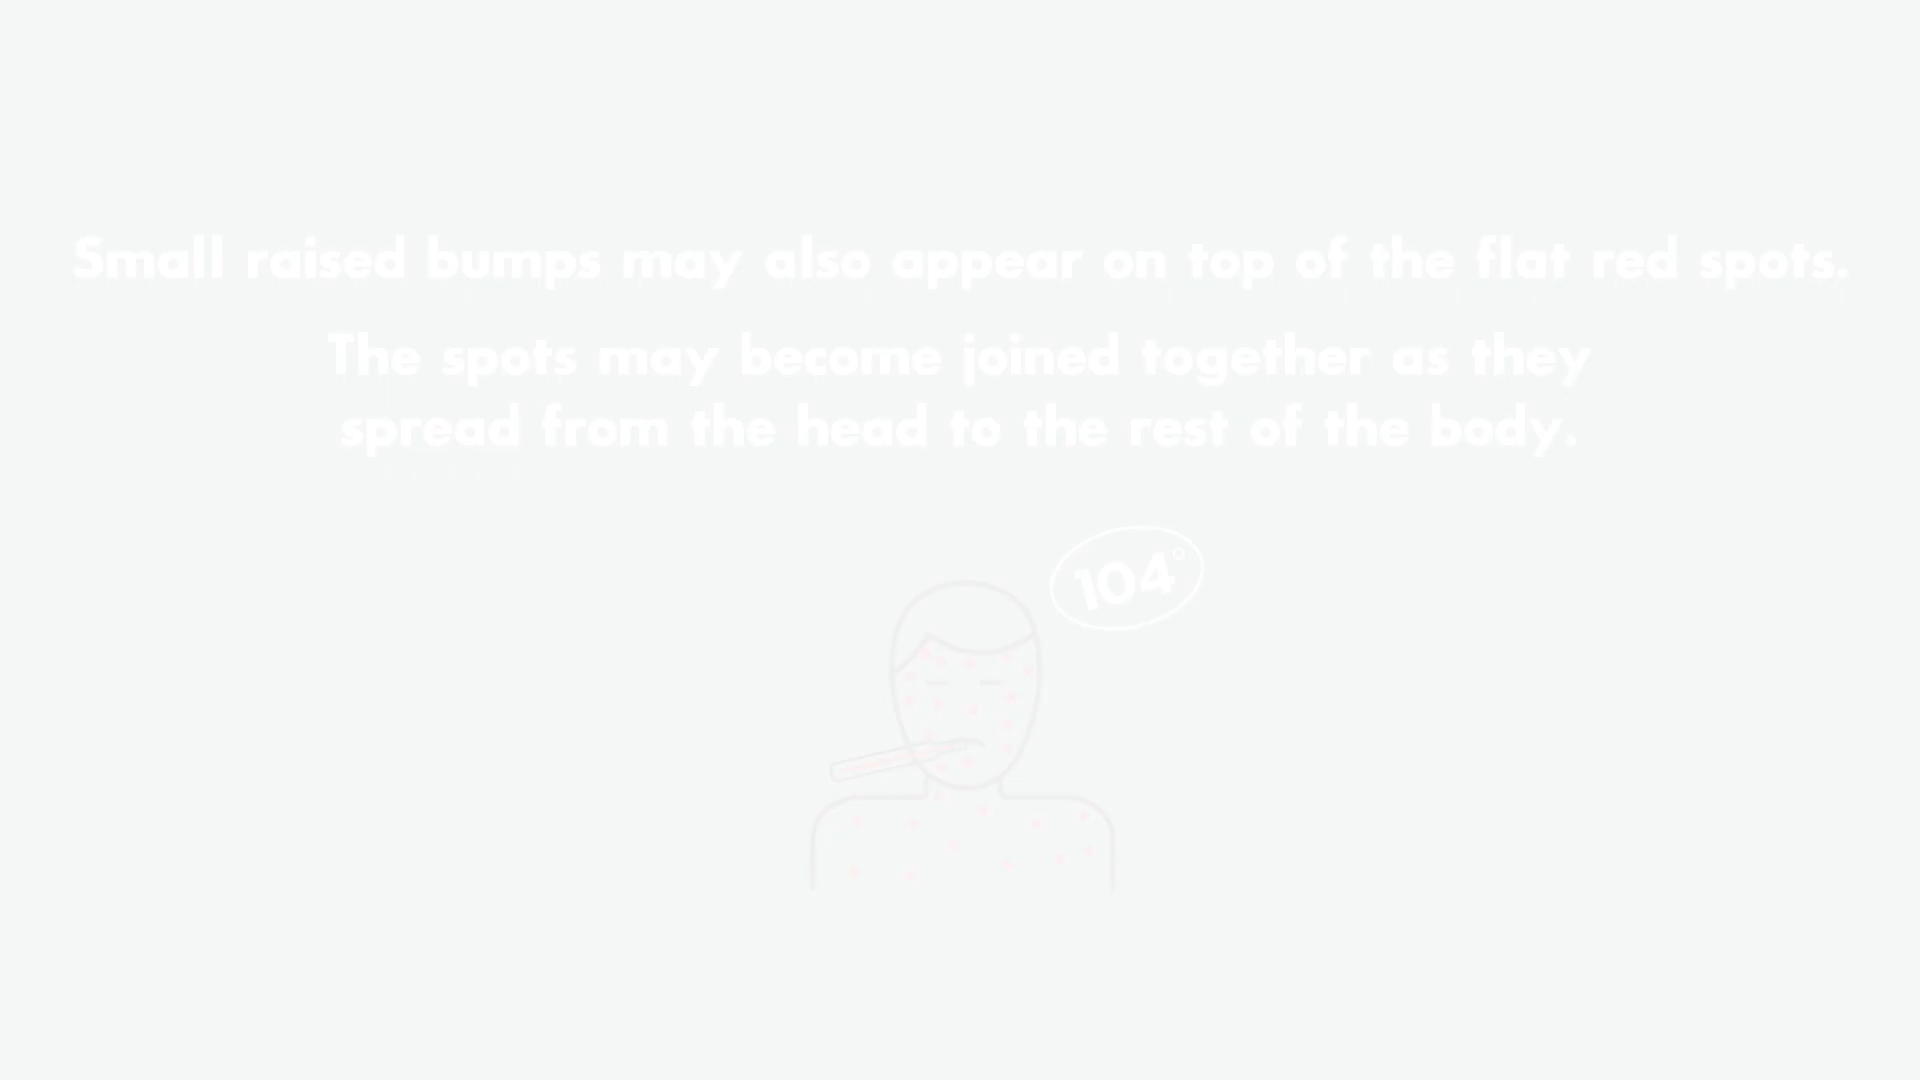 Small raised bumps may also appear on top of the flat red spots.
The spots may become joined together as they
spread from the head to the rest of the body.
104°